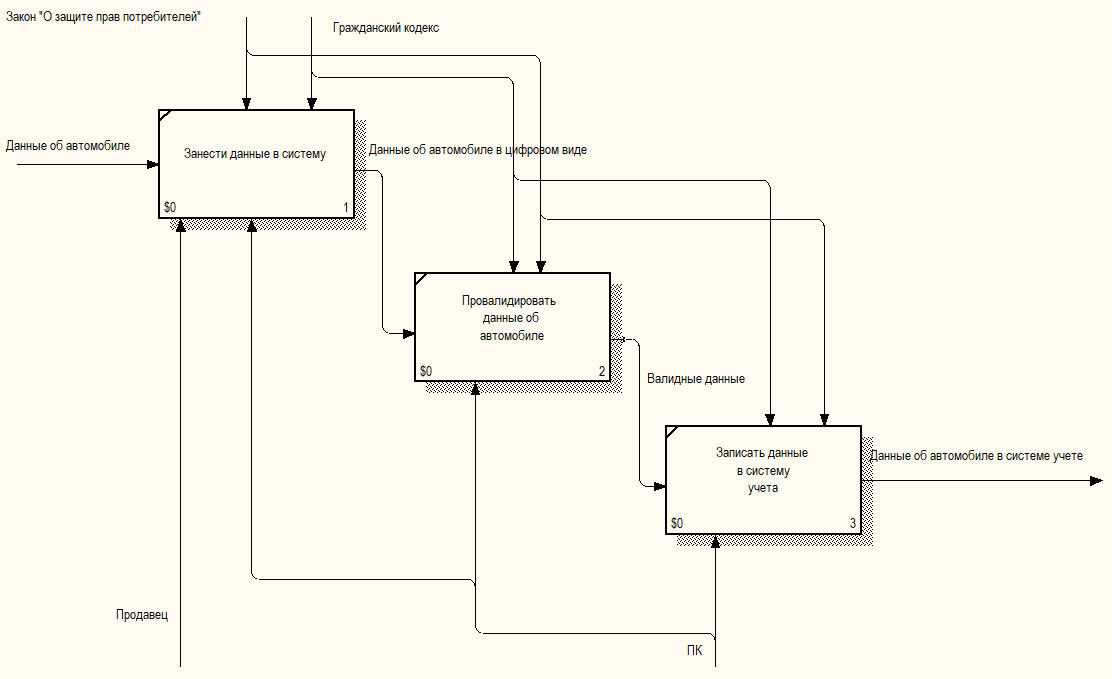 Закон "О защите прав потребителей"
Гражданский кодекс
Данные об автомобиле
Занести данные в систему
$0
1
Данные об автомобиле в цифровом виде
Провалидировать
данные об
автомобиле
$0
2
Валидные данные
Записать данные
в систему
учета
$0
3
Данные об автомобиле в системе учете
Продавец
ПК